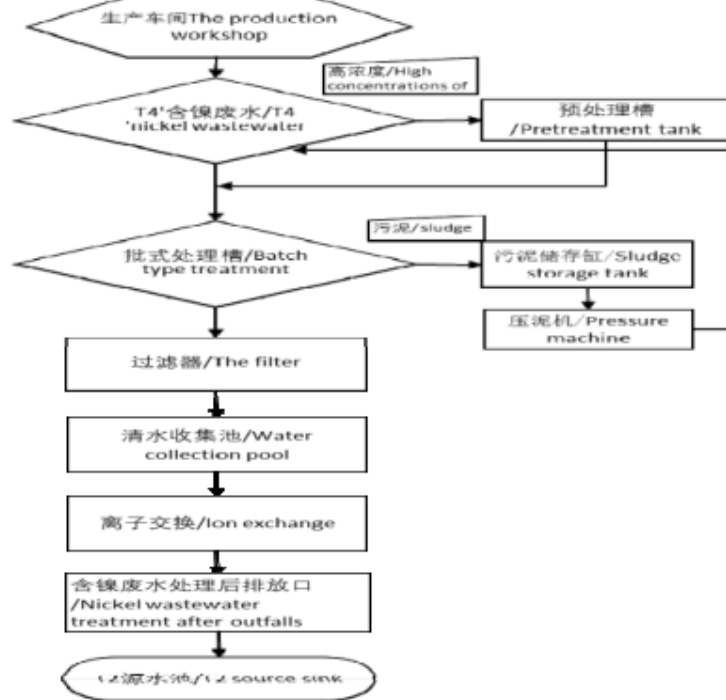 生产车间The production
workshop
高浓度/High
concentrations of
T4'含镍废水/T4
'nickel wastewater
预处理槽
/Pretreatment tank
污泥/sludge
批式处理槽/Batch
type treatment
污泥储存缸/Sludge
storage tank
压泥机/Pressure
machine
过滤器/The filter
清水收集池/Water
collection pool
离子交换/Ion exchange
含镍废水处理后排放口
/Nickel wastewater
treatment after outfalls
源水池/ source sink